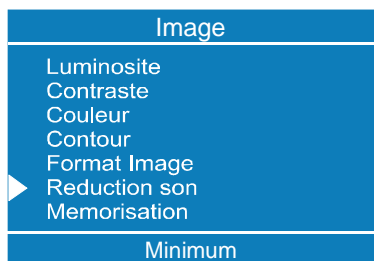 Image
Luminosite
Contraste
Couleur
Contour
Format Image
Reduction son
Memorisation
Minimum